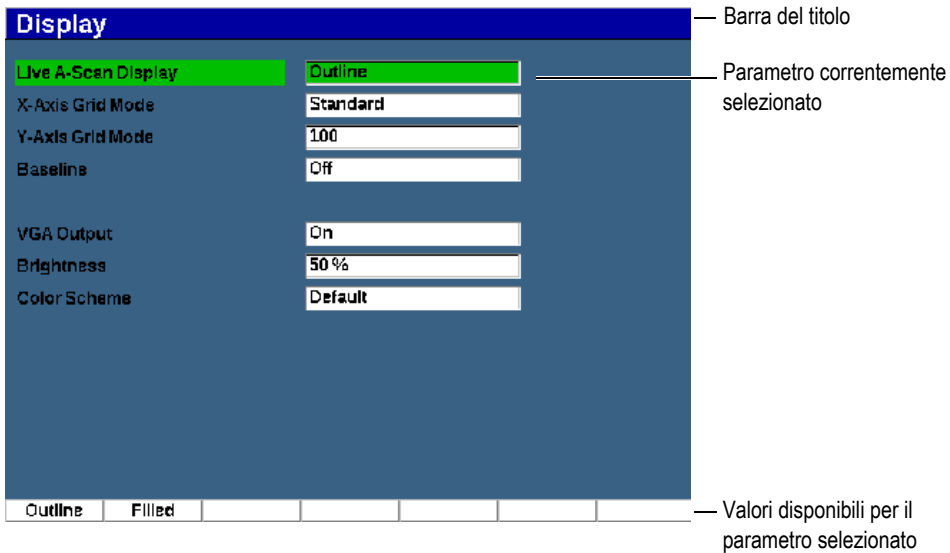 Display
Barra del titolo
Live A-Scan Display Outline
Parametro correntemente
selezionato
X-Axis Grid Mode Standard
Y-Axis Grid Mode 100
Baseline Off
VGA Output On
Brightness 50 %
Color Scheme Default
Outline Filled
Valori disponibili per il
parametro selezionato